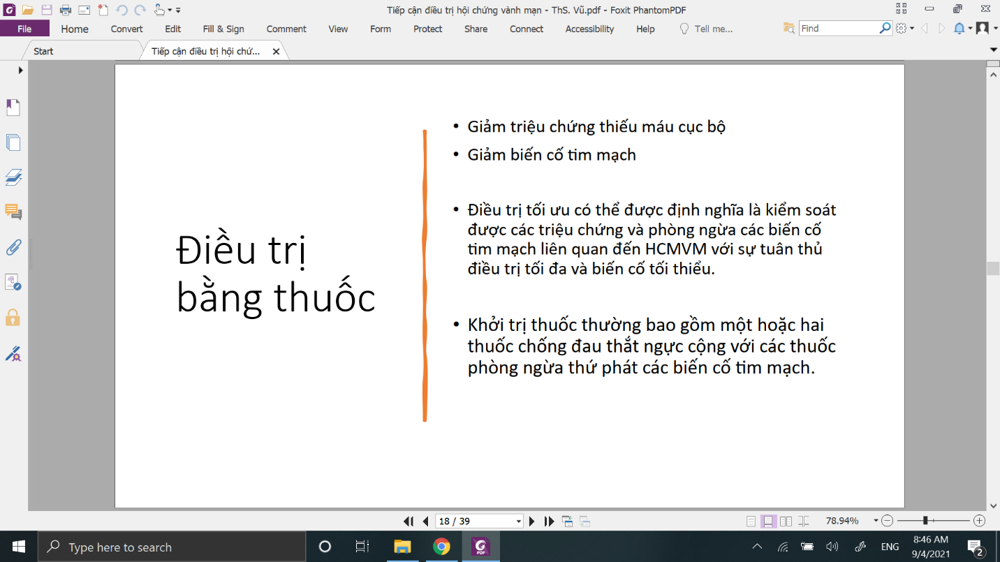 Tiếp cận điều trị hội chứng vành mạn - ThS. Vũ.pdf - Foxit PhantomPDF
File Home Convert Edit Fill & Sign Comment View Form Protect Share Connect Accessibility Help Tell me... Find
Start Tiếp cận điều trị hội chứ...
Điều trị
bằng thuốc
• Giảm triệu chứng thiếu máu cục bộ
• Giảm biến cố tim mạch
• Điều trị tối ưu có thể được định nghĩa là kiểm soát
được các triệu chứng và phòng ngừa các biến cố
tim mạch liên quan đến HCMVM với sự tuân thủ
điều trị tối đa và biến cố tối thiểu.
• Khởi trị thuốc thường bao gồm một hoặc hai
thuốc chống đau thắt ngực cộng với các thuốc
phòng ngừa thứ phát các biến cố tim mạch.
18 / 39 78.94%
Type here to search PDF ENG 8:46 AM
9/4/2021 2